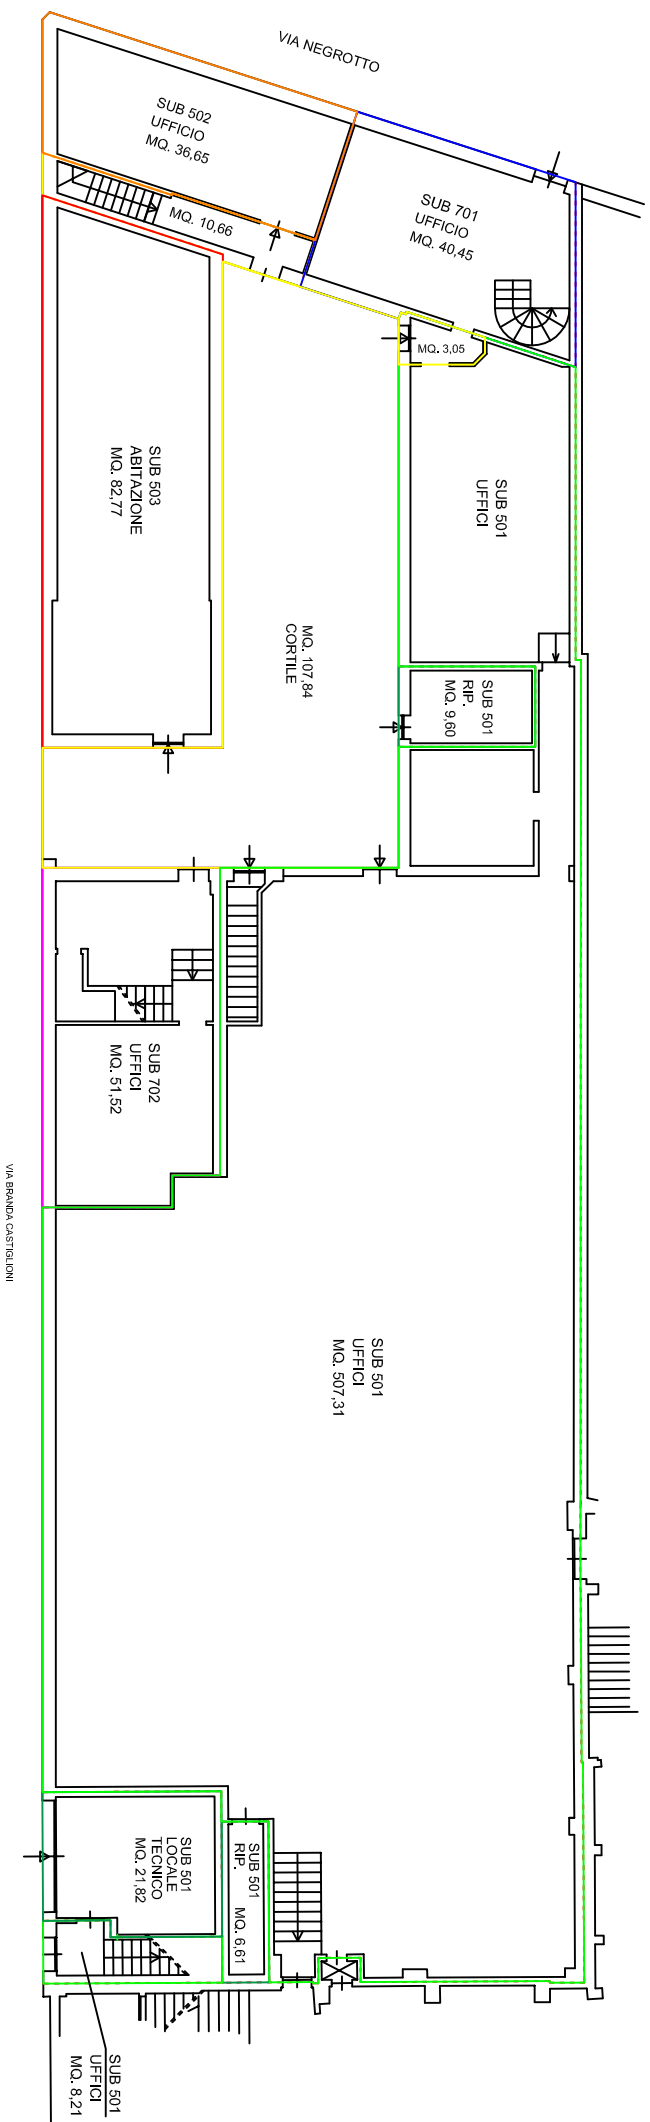 VIA NEGROTTO
SUB 502
UFFICIO
MQ. 36,65
MQ. 10,66
SUB 701
UFFICIO
MQ. 40,45
MQ. 3,05
SUB 503
ABITAZIONE
MQ. 82,77
SUB 501
UFFICI
MQ. 107,84
CORTILE
SUB 501
RIP.
MQ. 9,60
SUB 702
UFFICI
MQ. 51,52
VIA BRANDA CASTIGLIONI
SUB 501
UFFICI
MQ. 507,31
SUB 501
LOCALE
TECNICO
MQ. 21,82
SUB 501
RIP. MQ. 6,61
SUB 501
UFFICI
MQ. 8,21